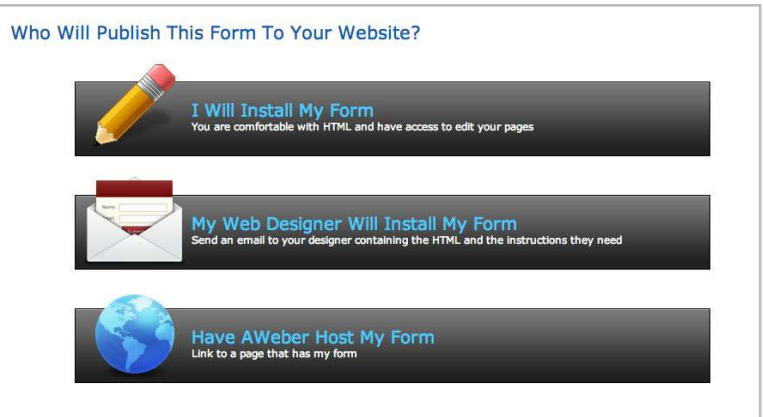 Who Will Publish This Form To Your Website?
I Will Install My Form
You are comfortable with HTML and have access to edit your pages
Name:
My Web Designer Will Install My Form
Send an email to your designer containing the HTML and the instructions they need
Have AWeber Host My Form
Link to a page that has my form